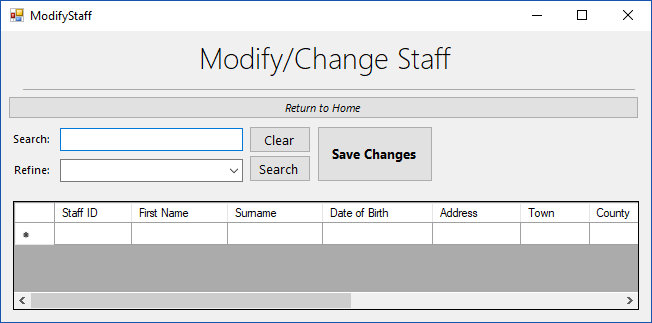 ModifyStaff
Modify/Change Staff
Return to Home
Search: Clear
Save Changes
Refine: Search
Staff ID First Name Surname Date of Birth Address Town County